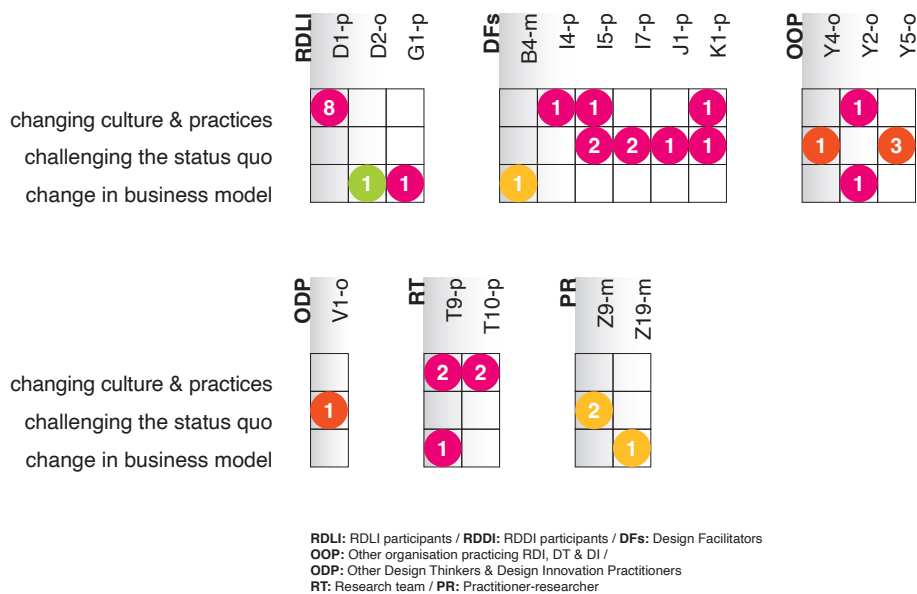 RDLI D1-p D2-o G1-p DFs B4-m I4-p I5-p I7-p J1-p K1-p OOP Y4-o Y2-o Y5-o
changing culture & practices 8 1 1 1 1
challenging the status quo 2 2 1 1 1 3
change in business model 1 1 1 1
ODP V1-o RT T9-p T10-p PR Z9-m Z19-m
changing culture & practices 2 2
challenging the status quo 1 2
change in business model 1 1
RDLI: RDLI participants / RDDI: RDDI participants / DFs: Design Facilitators
OOP: Other organisation practicing RDI, DT & DI /
ODP: Other Design Thinkers & Design Innovation Practitioners
RT: Research team / PR: Practitioner-researcher